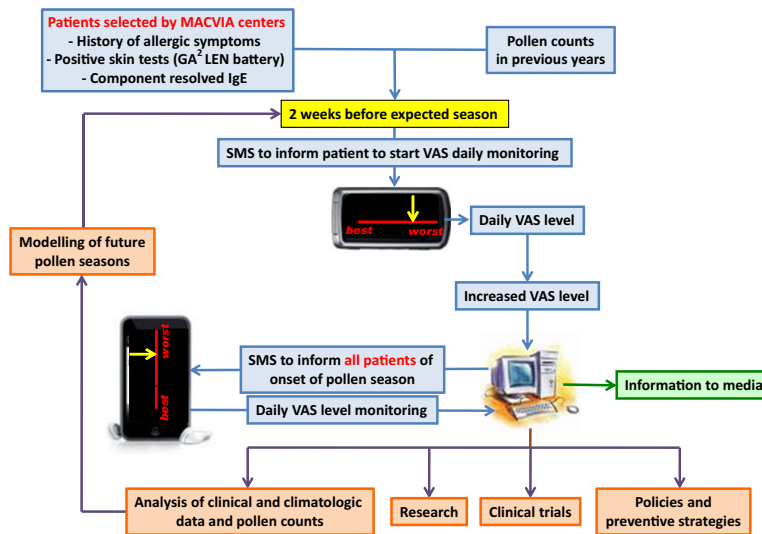 Patients selected by MACVIA centers
- History of allergic symptoms
- Positive skin tests (GA² LEN battery)
- Component resolved IgE
Pollen counts
in previous years
2 weeks before expected season
SMS to inform patient to start VAS daily monitoring
best worst
Daily VAS level
Modelling of future
pollen seasons
Increased VAS level
worst
best
SMS to inform all patients of
onset of pollen season
Information to media
Daily VAS level monitoring
Analysis of clinical and climatologic
data and pollen counts
Research
Clinical trials
Policies and
preventive strategies